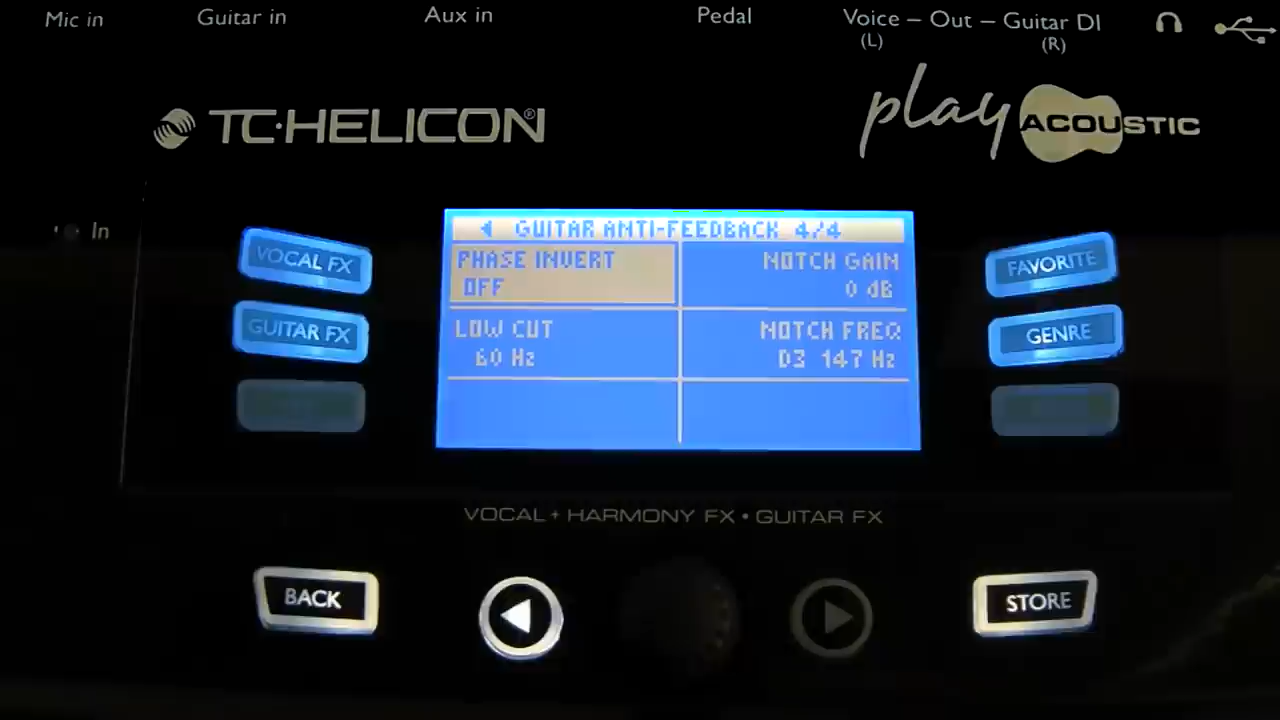 Mic in
Guitar in
Aux in
Pedal
Voice – Out – Guitar DI
(L)
(R)
TC·HELICON®
play ACOUSTIC
In
VOCAL FX
GUITAR FX
GUITAR ANTI-FEEDBACK 4/4
PHASE INVERT
OFF
NOTCH GAIN
0 dB
LOW CUT
60 Hz
NOTCH FREQ
D3 147 Hz
FAVORITE
GENRE
VOCAL + HARMONY FX • GUITAR FX
BACK
STORE